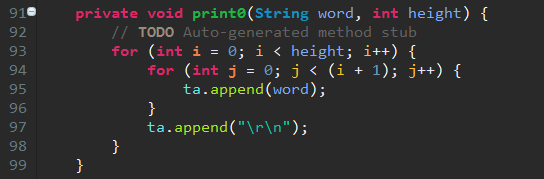 91 private void print0(String word, int height) {
92 // TODO Auto-generated method stub
93 for (int i = 0; i < height; i++) {
94 for (int j = 0; j < (i + 1); j++) {
95 ta.append(word);
96 }
97 ta.append("\r\n");
98 }
99 }